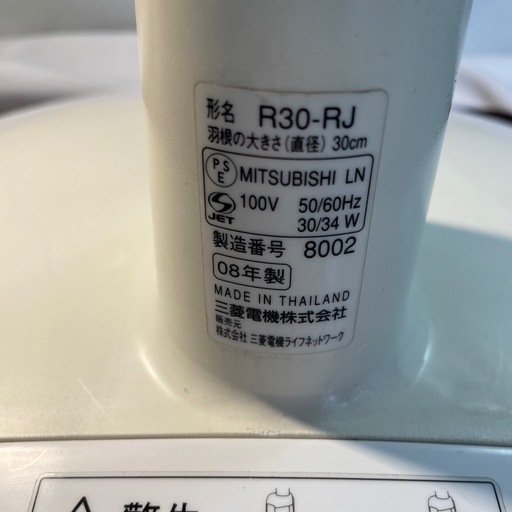 形名 R30-RJ
羽根の大きさ(直径) 30cm
PSE MITSUBISHI LN
JET 100V 50/60Hz
30/34 W
製造番号 8002
08年製
MADE IN THAILAND
三菱電機株式会社
販売元
株式会社 三菱電機ライフネットワーク